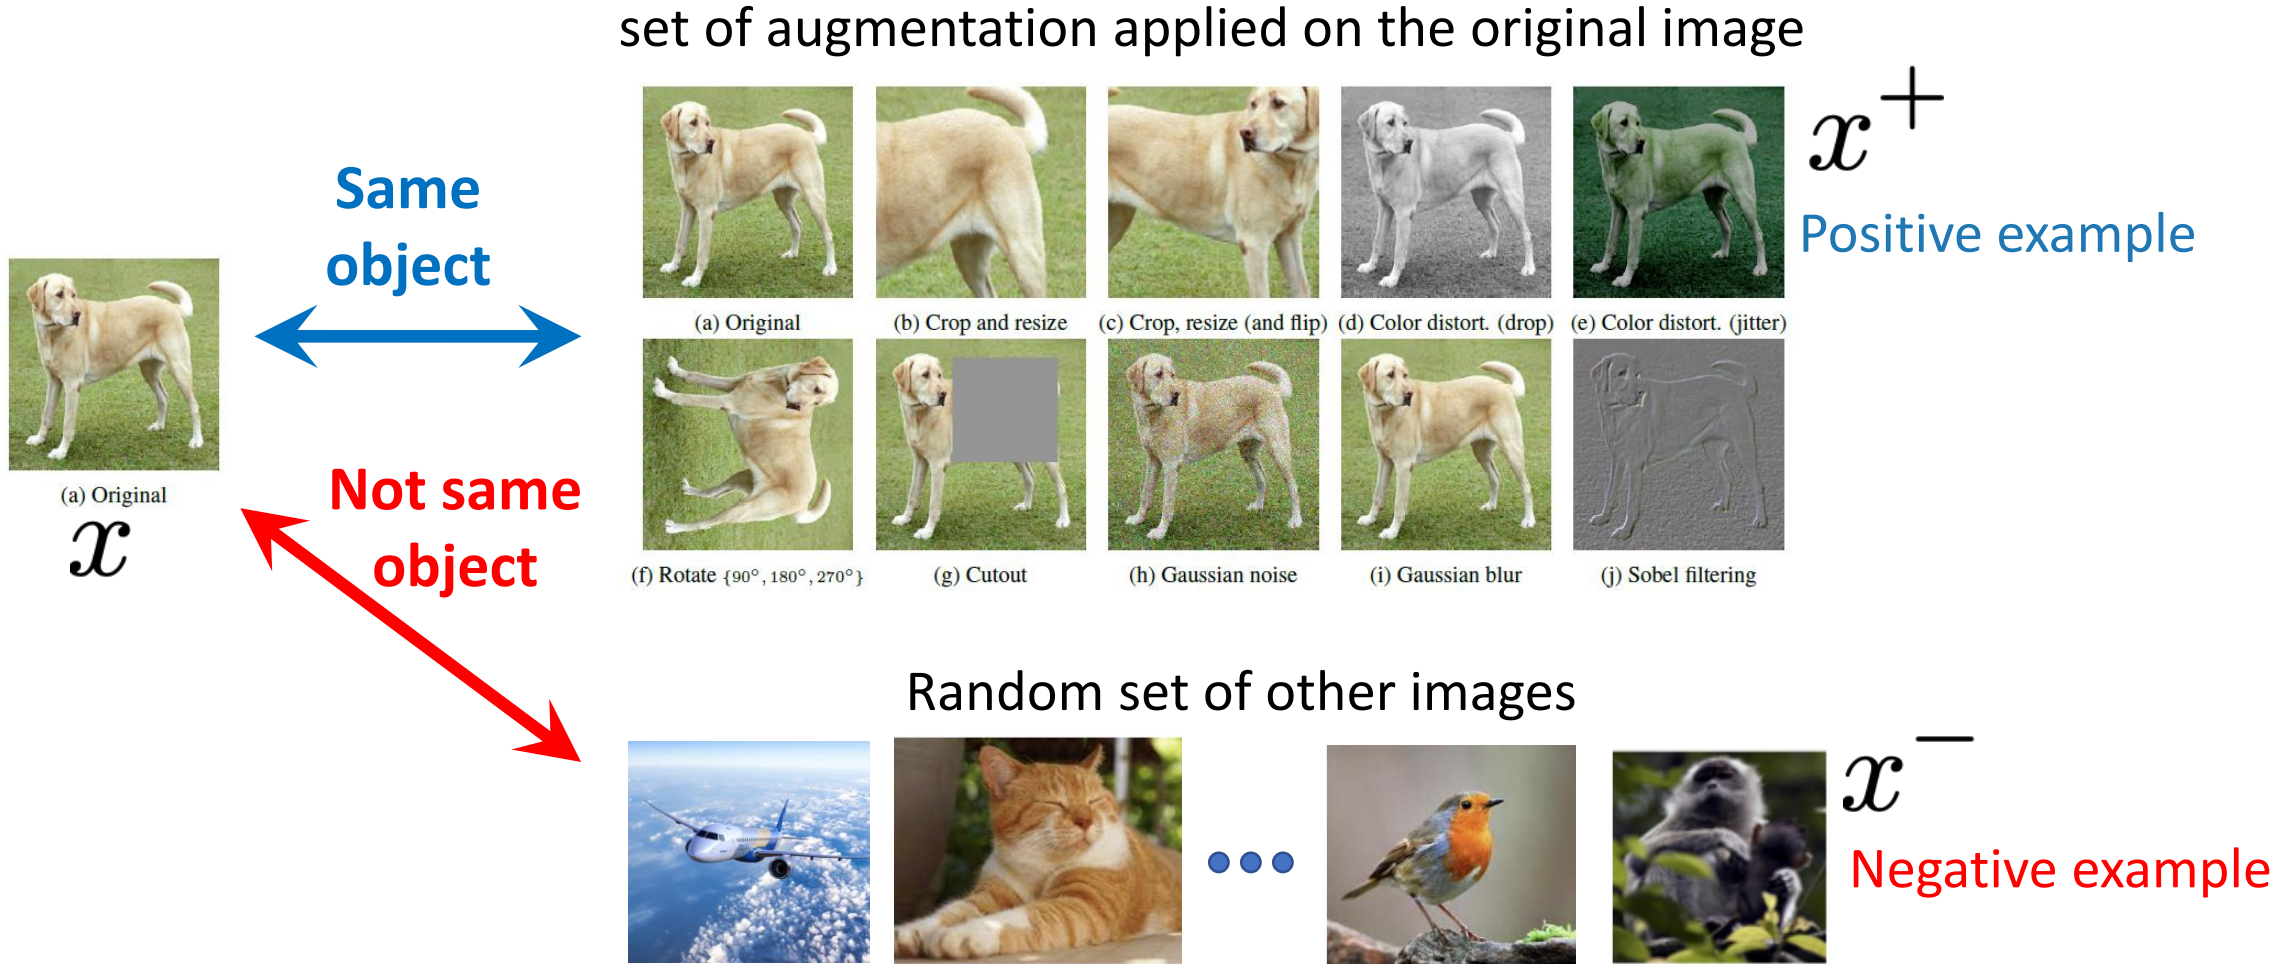 set of augmentation applied on the original image
x⁺
Positive example
Same
object
(a) Original
(b) Crop and resize
(c) Crop, resize (and flip)
(d) Color distort. (drop)
(e) Color distort. (jitter)
(f) Rotate {90°, 180°, 270°}
(g) Cutout
(h) Gaussian noise
(i) Gaussian blur
(j) Sobel filtering
(a) Original
x
Not same
object
Random set of other images
x⁻
Negative example